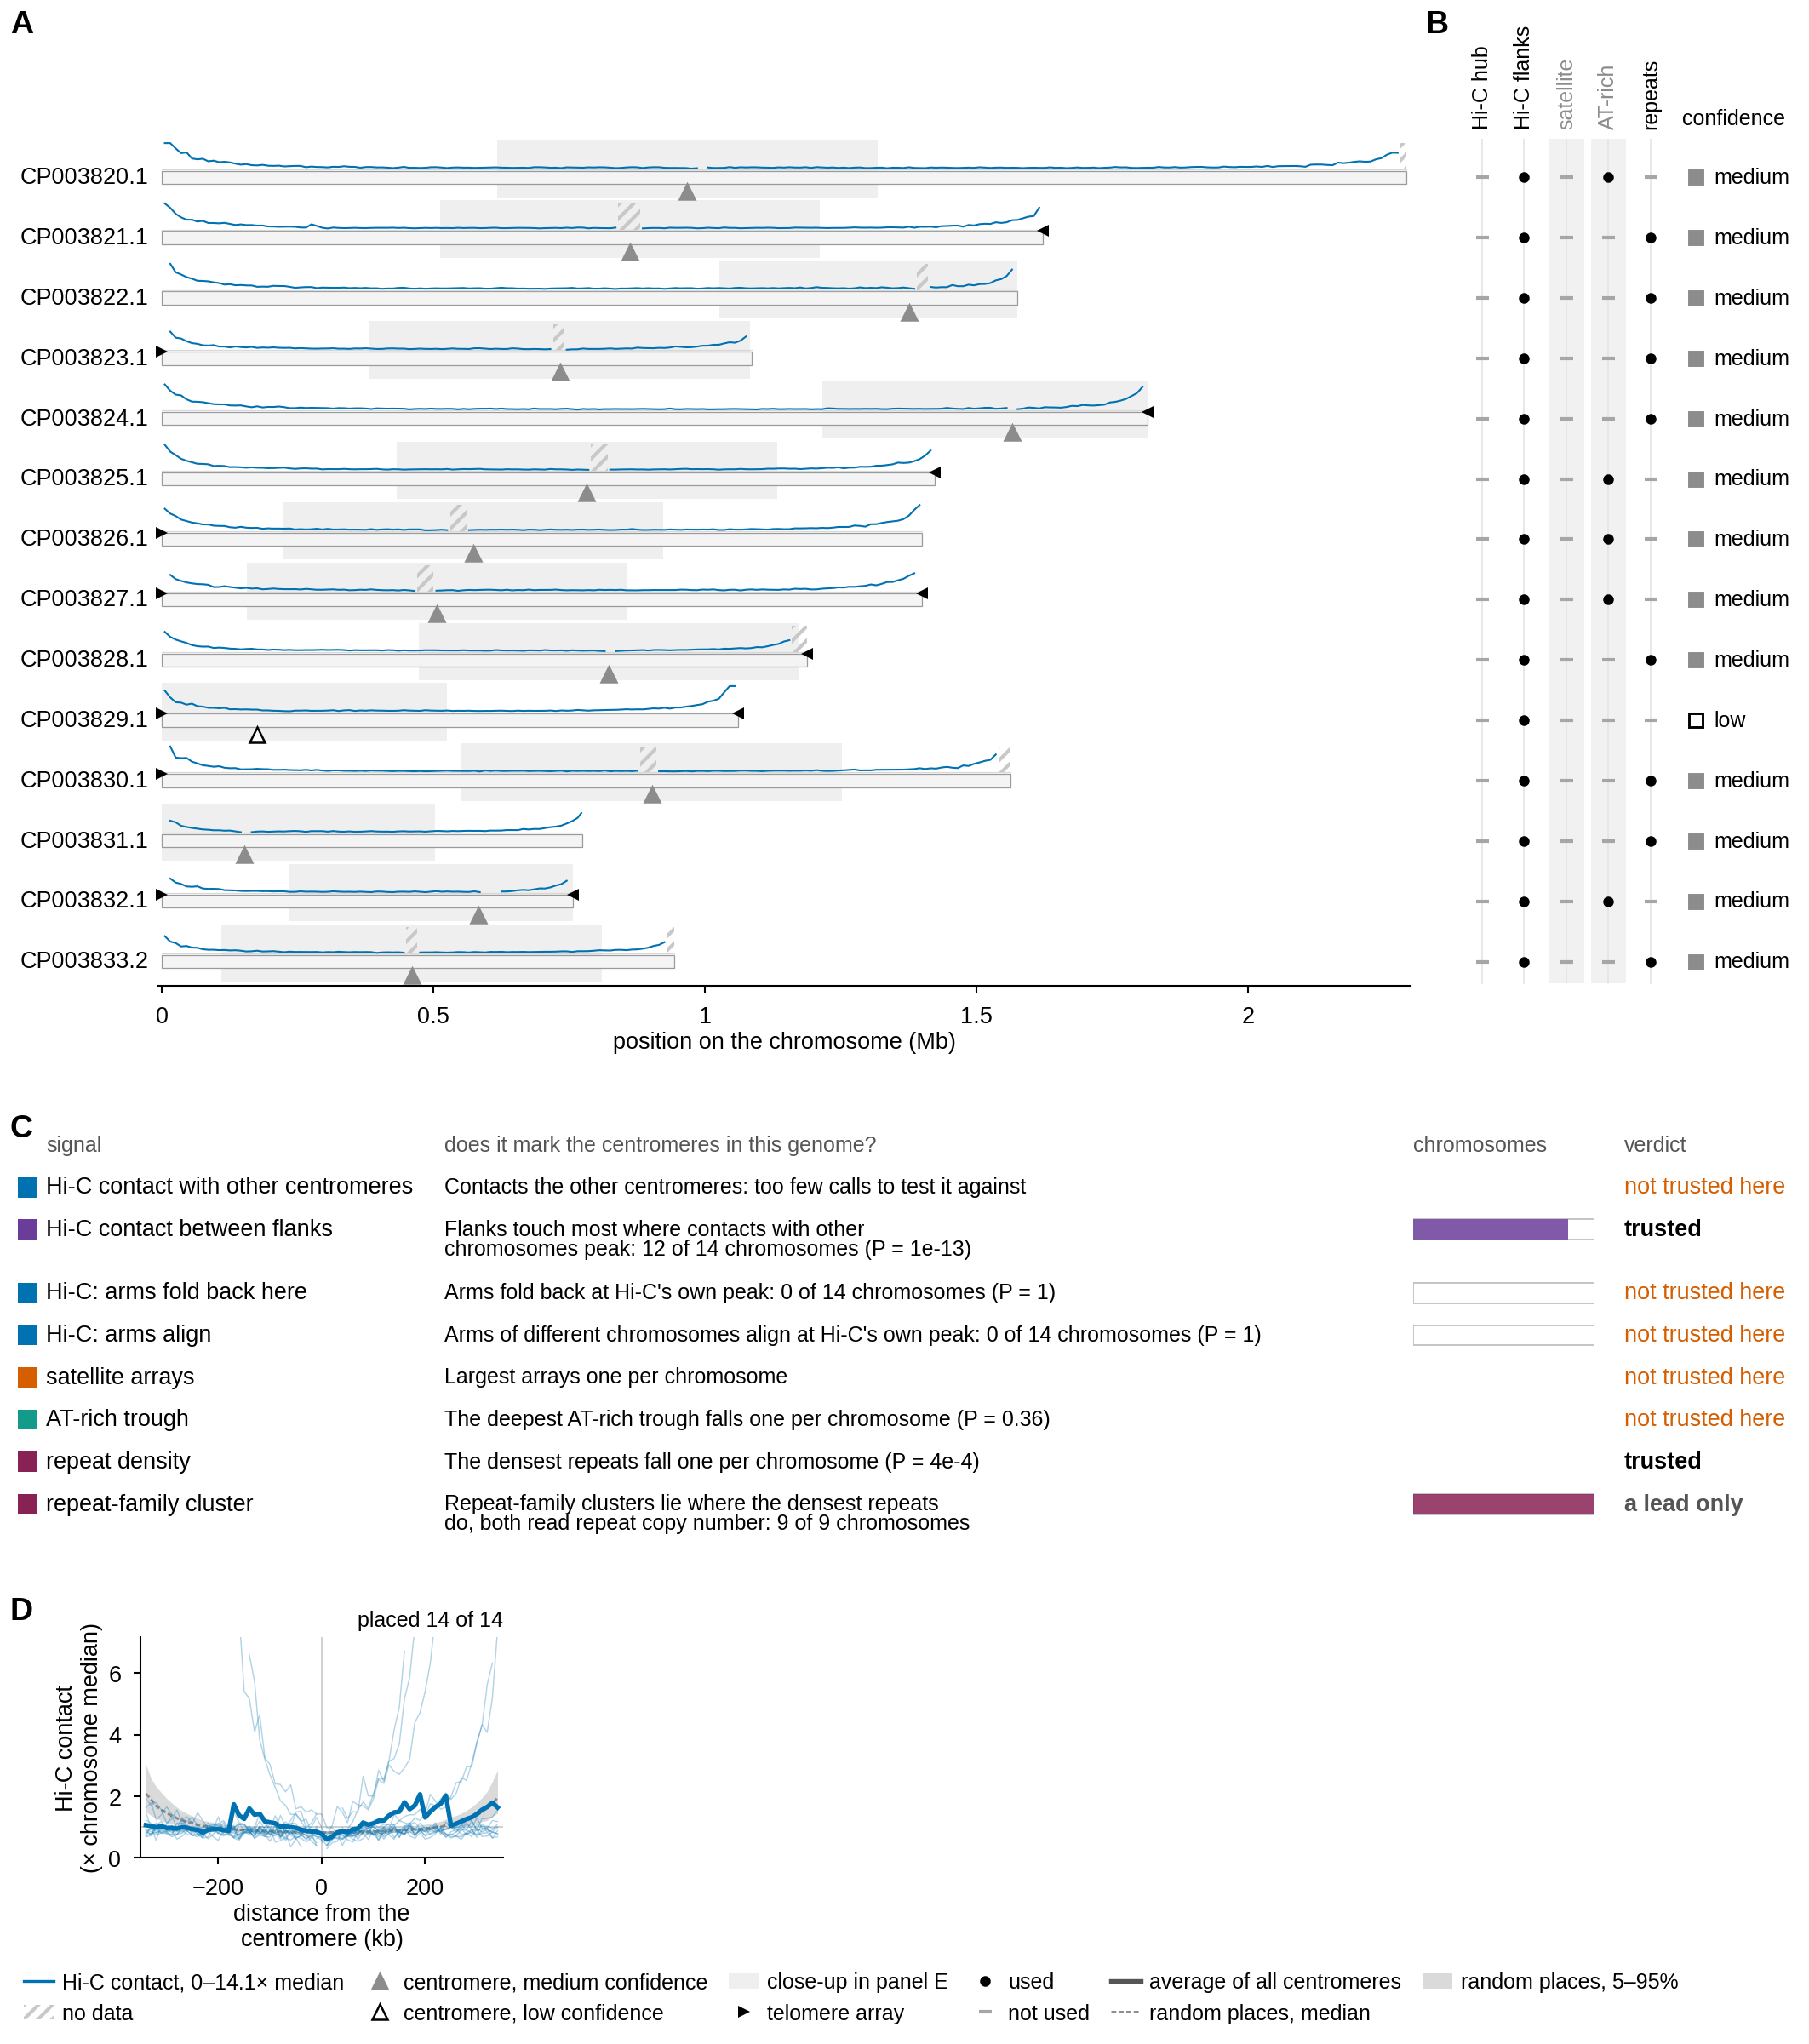 A
B
Hi-C hub
Hi-C flanks
satellite
AT-rich
repeats
confidence
CP003820.1
medium
CP003821.1
medium
CP003822.1
medium
CP003823.1
medium
CP003824.1
medium
CP003825.1
medium
CP003826.1
medium
CP003827.1
medium
CP003828.1
medium
CP003829.1
low
CP003830.1
medium
CP003831.1
medium
CP003832.1
medium
CP003833.2
medium
0 0.5 1 1.5 2
position on the chromosome (Mb)
C
signal does it mark the centromeres in this genome? chromosomes verdict
Hi-C contact with other centromeres Contacts the other centromeres: too few calls to test it against not trusted here
Hi-C contact between flanks Flanks touch most where contacts with other trusted
chromosomes peak: 12 of 14 chromosomes (P = 1e-13)
Hi-C: arms fold back here Arms fold back at Hi-C's own peak: 0 of 14 chromosomes (P = 1) not trusted here
Hi-C: arms align Arms of different chromosomes align at Hi-C's own peak: 0 of 14 chromosomes (P = 1) not trusted here
satellite arrays Largest arrays one per chromosome not trusted here
AT-rich trough The deepest AT-rich trough falls one per chromosome (P = 0.36) not trusted here
repeat density The densest repeats fall one per chromosome (P = 4e-4) trusted
repeat-family cluster Repeat-family clusters lie where the densest repeats a lead only
do, both read repeat copy number: 9 of 9 chromosomes
D
placed 14 of 14
Hi-C contact
(× chromosome median)
6
4
2
0
−200 0 200
distance from the
centromere (kb)
Hi-C contact, 0–14.1× median centromere, medium confidence close-up in panel E used average of all centromeres random places, 5–95%
no data centromere, low confidence telomere array not used random places, median